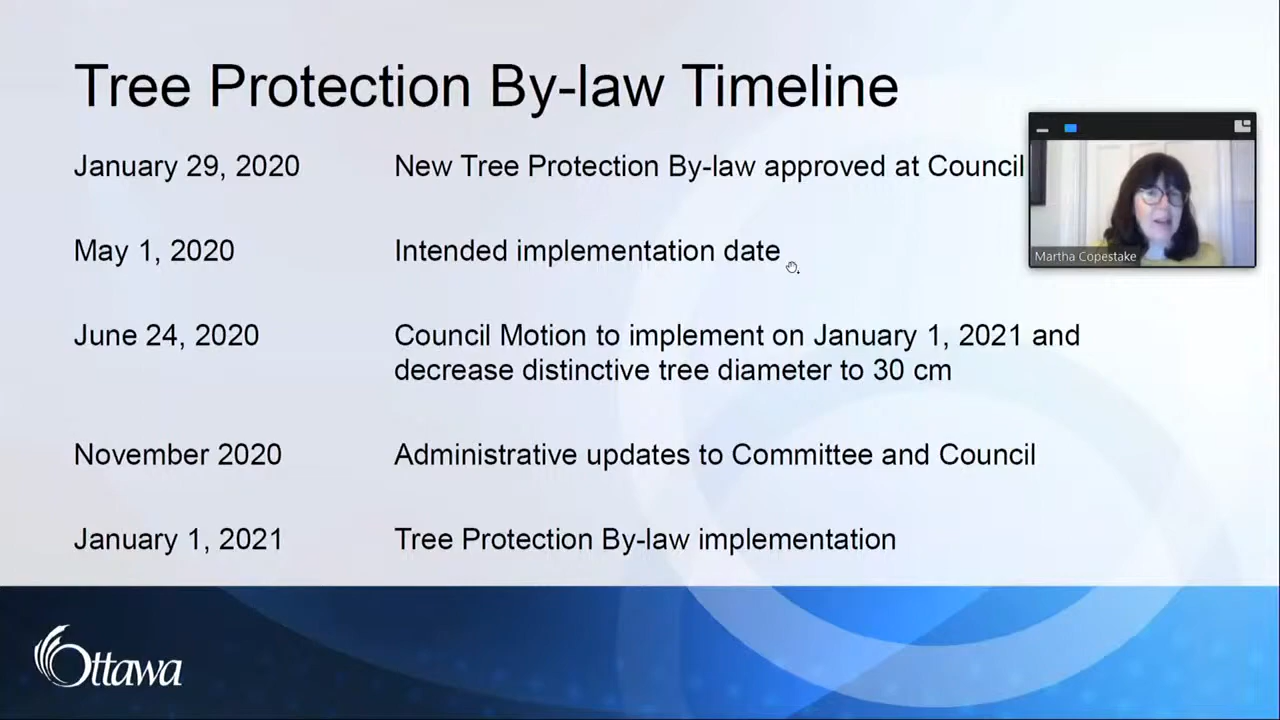 Tree Protection By-law Timeline
January 29, 2020 New Tree Protection By-law approved at Council
Martha Copestake
May 1, 2020 Intended implementation date
June 24, 2020 Council Motion to implement on January 1, 2021 and
decrease distinctive tree diameter to 30 cm
November 2020 Administrative updates to Committee and Council
January 1, 2021 Tree Protection By-law implementation
Ottawa